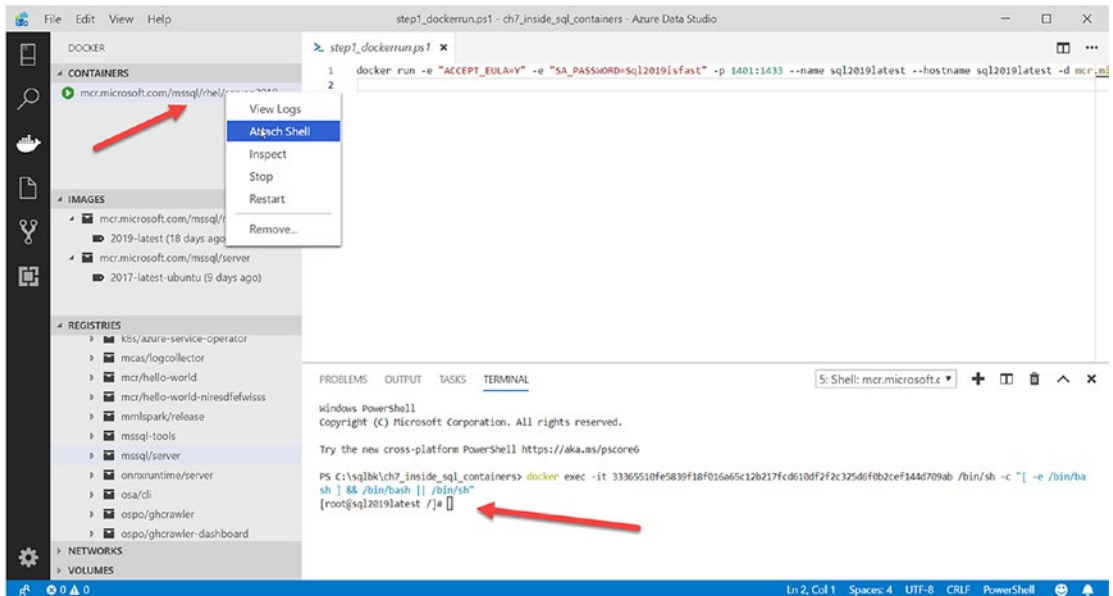 File Edit View Help
step1_dockerrun.ps1 - ch7_inside_sql_containers - Azure Data Studio
DOCKER
CONTAINERS
mcr.microsoft.com/mssql/rhel/server:2019
View Logs
Attach Shell
Inspect
Stop
Restart
Remove...
IMAGES
mcr.microsoft.com/mssql/r
2019-latest (18 days ago
mcr.microsoft.com/mssql/server
2017-latest-ubuntu (9 days ago)
REGISTRIES
k8s/azure-service-operator
mcas/logcollector
mcr/hello-world
mcr/hello-world-niresdfefwisss
mmlspark/release
mssql-tools
mssql/server
onnxruntime/server
osa/cli
ospo/ghcrawler
ospo/ghcrawler-dashboard
NETWORKS
VOLUMES
step1_dockerrun.ps1
1 docker run -e "ACCEPT_EULA=Y" -e "SA_PASSWORD=Sql2019isfast" -p 1401:1433 --name sql2019latest --hostname sql2019latest -d mcr.mi
2
PROBLEMS OUTPUT TASKS TERMINAL
5: Shell: mcr.microsoft.c
Windows PowerShell
Copyright (C) Microsoft Corporation. All rights reserved.
Try the new cross-platform PowerShell https://aka.ms/pscore6
PS C:\sqlbk\ch7_inside_sql_containers> docker exec -it 33365510fe5839f18f016a65c12b217fcd610df2f2c325d6f0b2cef144d709ab /bin/sh -c "[ -e /bin/ba
sh ] && /bin/bash || /bin/sh"
[root@sql2019latest /]#
0 0 Ln 2, Col 1 Spaces: 4 UTF-8 CRLF PowerShell